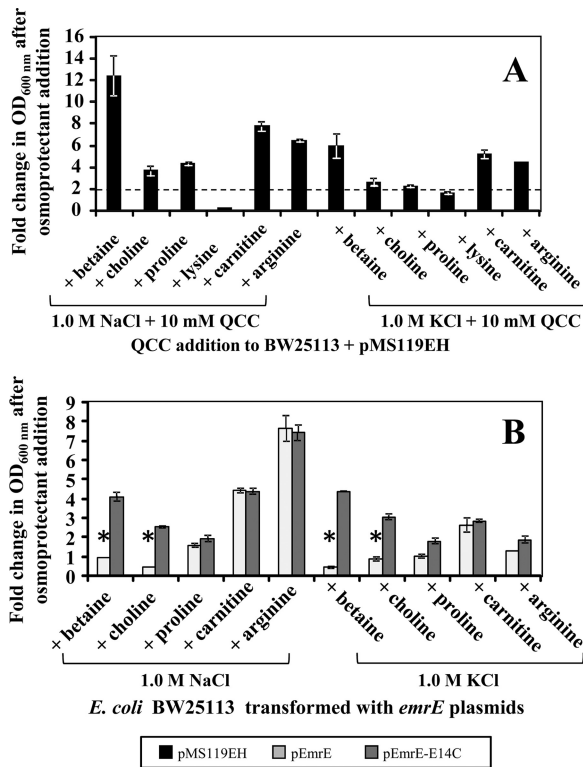 Fold change in OD600 nm after
osmoprotectant addition
16
14
12
10
8
6
4
2
0
A
+ betaine
+ choline
+ proline
+ lysine
+ carnitine
+ arginine
+ betaine
+ choline
+ proline
+ lysine
+ carnitine
+ arginine
1.0 M NaCl + 10 mM QCC
1.0 M KCl + 10 mM QCC
QCC addition to BW25113 + pMS119EH
Fold change in OD600 nm after
osmoprotectant addition
9
8
7
6
5
4
3
2
1
0
B
* * * *
+ betaine
+ choline
+ proline
+ carnitine
+ arginine
+ betaine
+ choline
+ proline
+ carnitine
+ arginine
1.0 M NaCl
1.0 M KCl
E. coli BW25113 transformed with emrE plasmids
pMS119EH pEmrE pEmrE-E14C